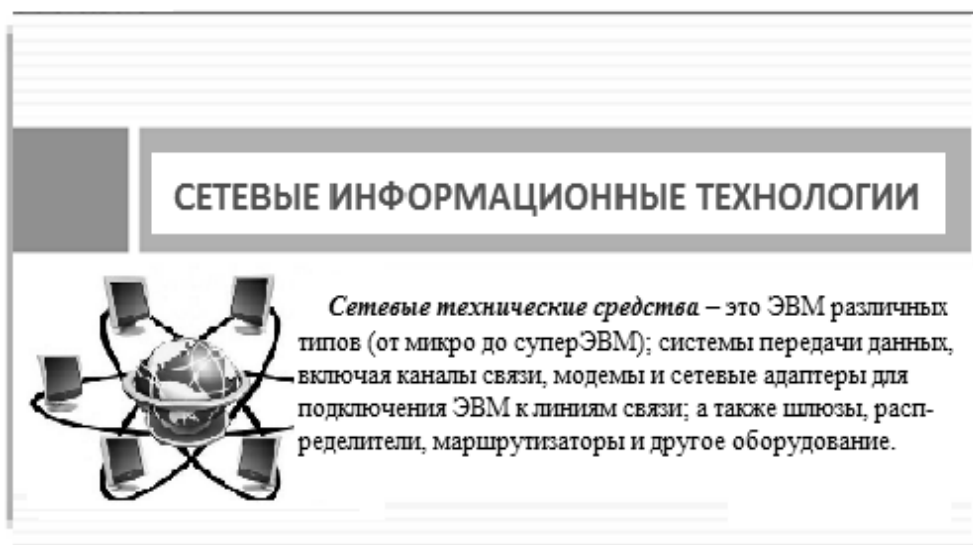 СЕТЕВЫЕ ИНФОРМАЦИОННЫЕ ТЕХНОЛОГИИ
Сетевые технические средства – это ЭВМ различных
типов (от микро до суперЭВМ); системы передачи данных,
включая каналы связи, модемы и сетевые адаптеры для
подключения ЭВМ к линиям связи; а также шлюзы, расп-
ределители, маршрутизаторы и другое оборудование.